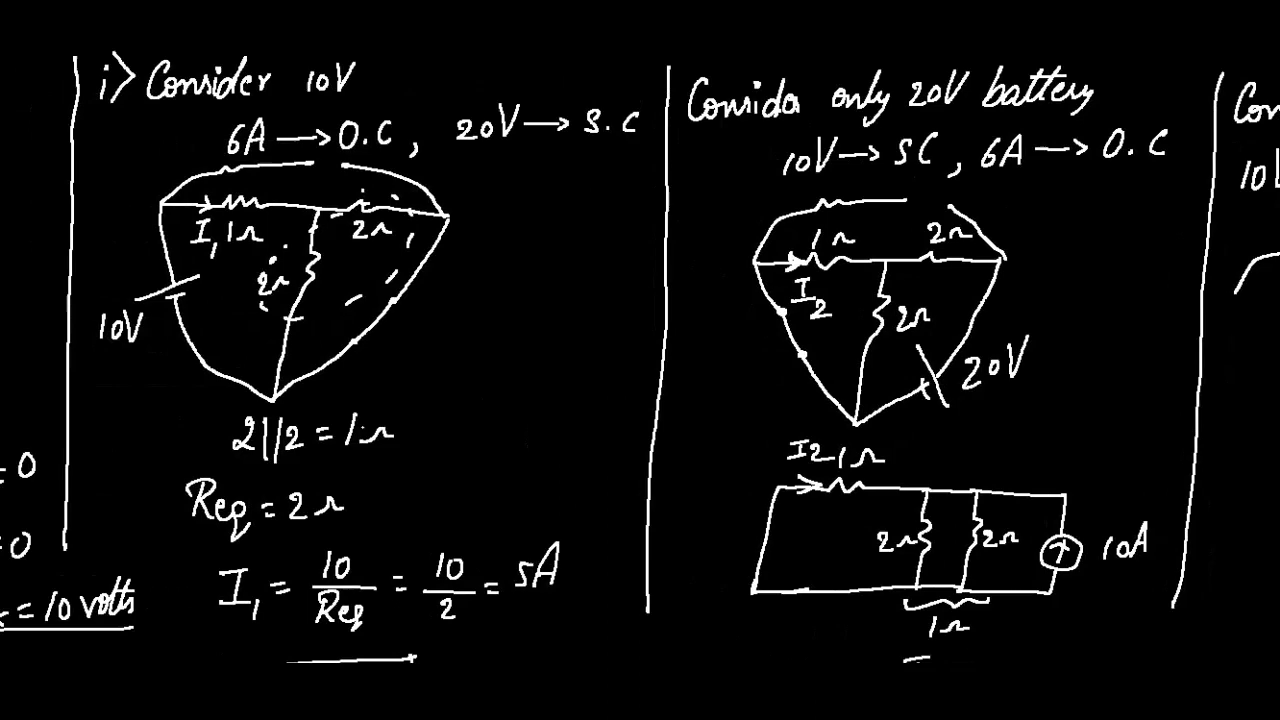 = 0
= 0
= 10 volts
i) Consider 10V
6A → O.C, 20V → S.C
I₁ 1Ω
2Ω
2Ω
10V
2||2 = 1Ω
Req = 2Ω
I₁ = 10/Req = 10/2 = 5A
Consider only 20V battery
10V → SC, 6A → O.C
1Ω
2Ω
I2
2Ω
20V
I2 1Ω
2Ω
2Ω
10A
1Ω
Con